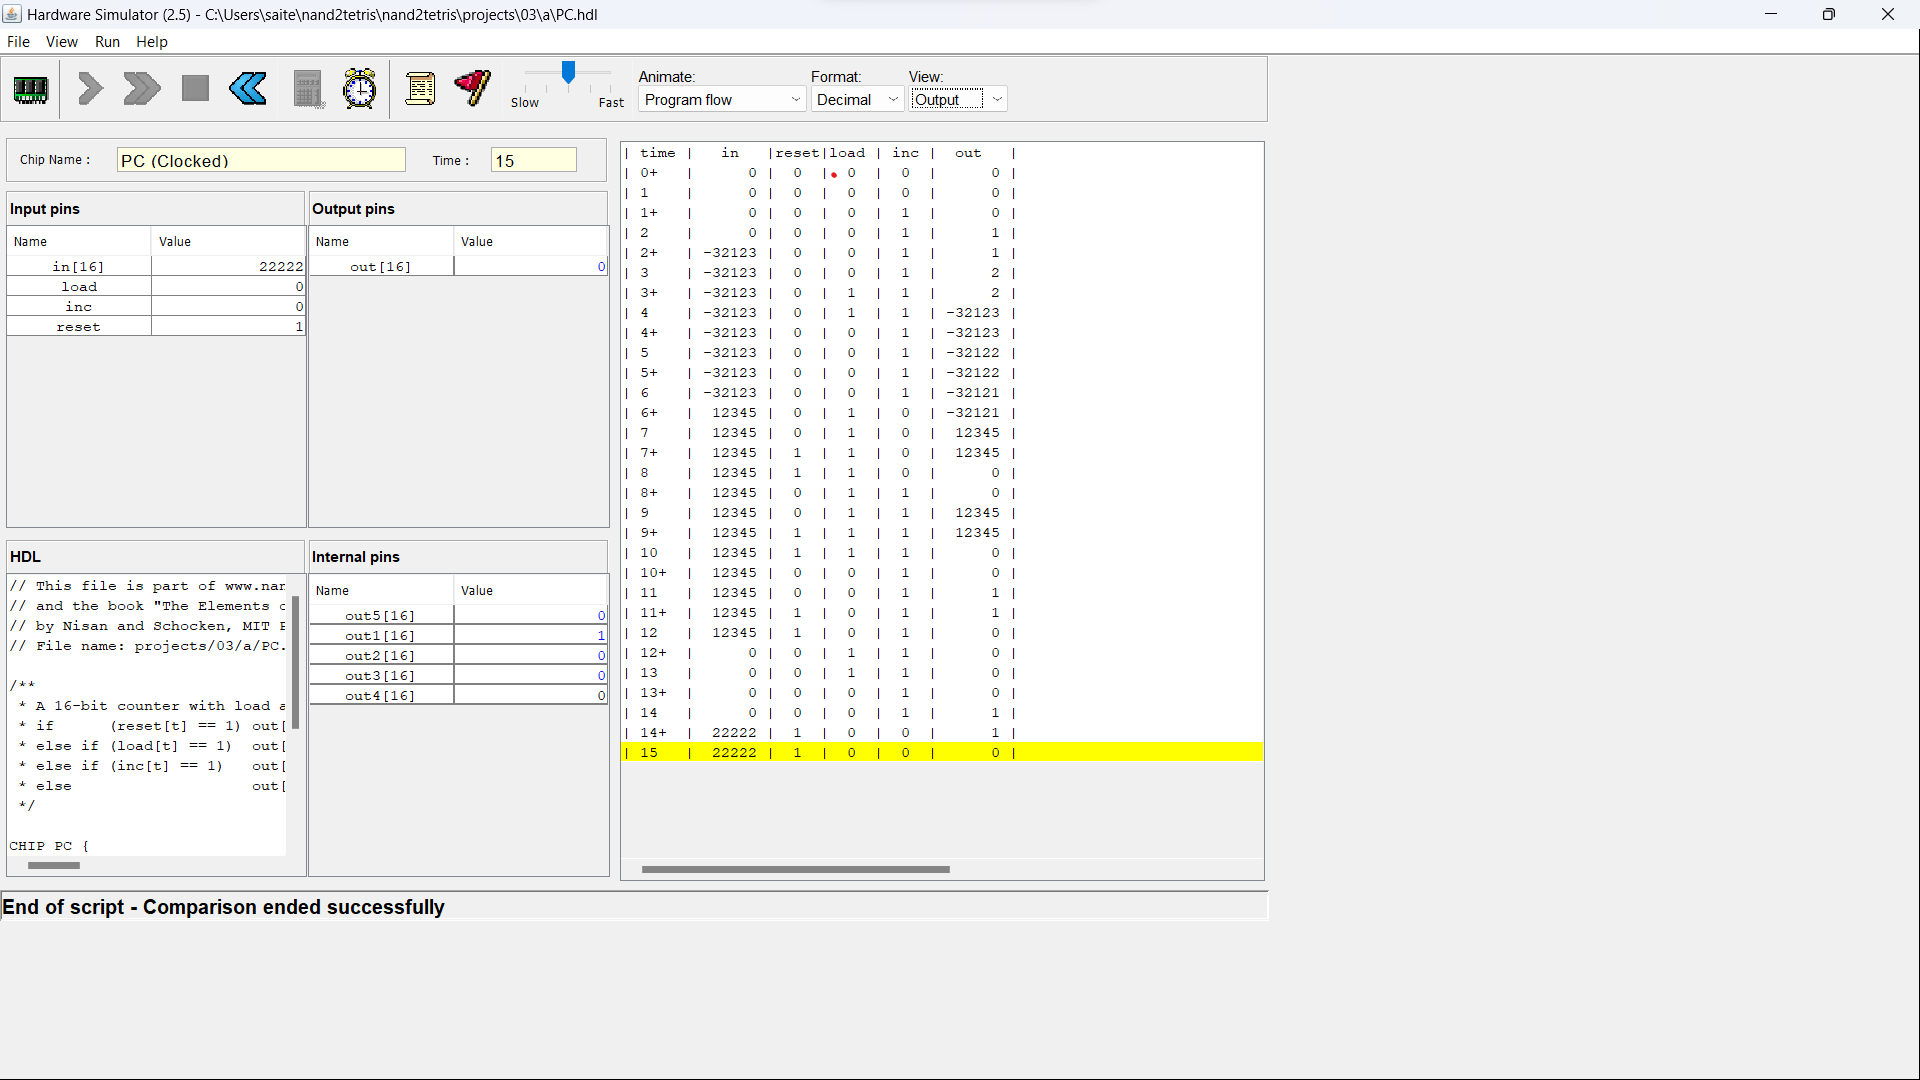 Hardware Simulator (2.5) - C:\Users\saite\nand2tetris\nand2tetris\projects\03\a\PC.hdl
File View Run Help
Slow Fast
Animate: Format: View:
Program flow Decimal Output
Chip Name : PC (Clocked) Time : 15
Input pins
Name Value
in[16] 22222
load 0
inc 0
reset 1
Output pins
Name Value
out[16] 0
HDL
// This file is part of www.nan
// and the book "The Elements o
// by Nisan and Schocken, MIT P
// File name: projects/03/a/PC.
/**
* A 16-bit counter with load a
* if (reset[t] == 1) out[
* else if (load[t] == 1) out[
* else if (inc[t] == 1) out[
* else out[
*/
CHIP PC {
Internal pins
Name Value
out5[16] 0
out1[16] 1
out2[16] 0
out3[16] 0
out4[16] 0
| time | in |reset|load | inc | out |
| 0+ | 0 | 0 | 0 | 0 | 0 |
| 1 | 0 | 0 | 0 | 0 | 0 |
| 1+ | 0 | 0 | 0 | 1 | 0 |
| 2 | 0 | 0 | 0 | 1 | 1 |
| 2+ | -32123 | 0 | 0 | 1 | 1 |
| 3 | -32123 | 0 | 0 | 1 | 2 |
| 3+ | -32123 | 0 | 1 | 1 | 2 |
| 4 | -32123 | 0 | 1 | 1 | -32123 |
| 4+ | -32123 | 0 | 0 | 1 | -32123 |
| 5 | -32123 | 0 | 0 | 1 | -32122 |
| 5+ | -32123 | 0 | 0 | 1 | -32122 |
| 6 | -32123 | 0 | 0 | 1 | -32121 |
| 6+ | 12345 | 0 | 1 | 0 | -32121 |
| 7 | 12345 | 0 | 1 | 0 | 12345 |
| 7+ | 12345 | 1 | 1 | 0 | 12345 |
| 8 | 12345 | 1 | 1 | 0 | 0 |
| 8+ | 12345 | 0 | 1 | 1 | 0 |
| 9 | 12345 | 0 | 1 | 1 | 12345 |
| 9+ | 12345 | 1 | 1 | 1 | 12345 |
| 10 | 12345 | 1 | 1 | 1 | 0 |
| 10+ | 12345 | 0 | 0 | 1 | 0 |
| 11 | 12345 | 0 | 0 | 1 | 1 |
| 11+ | 12345 | 1 | 0 | 1 | 1 |
| 12 | 12345 | 1 | 0 | 1 | 0 |
| 12+ | 0 | 0 | 1 | 1 | 0 |
| 13 | 0 | 0 | 1 | 1 | 0 |
| 13+ | 0 | 0 | 0 | 1 | 0 |
| 14 | 0 | 0 | 0 | 1 | 1 |
| 14+ | 22222 | 1 | 0 | 0 | 1 |
| 15 | 22222 | 1 | 0 | 0 | 0 |
End of script - Comparison ended successfully